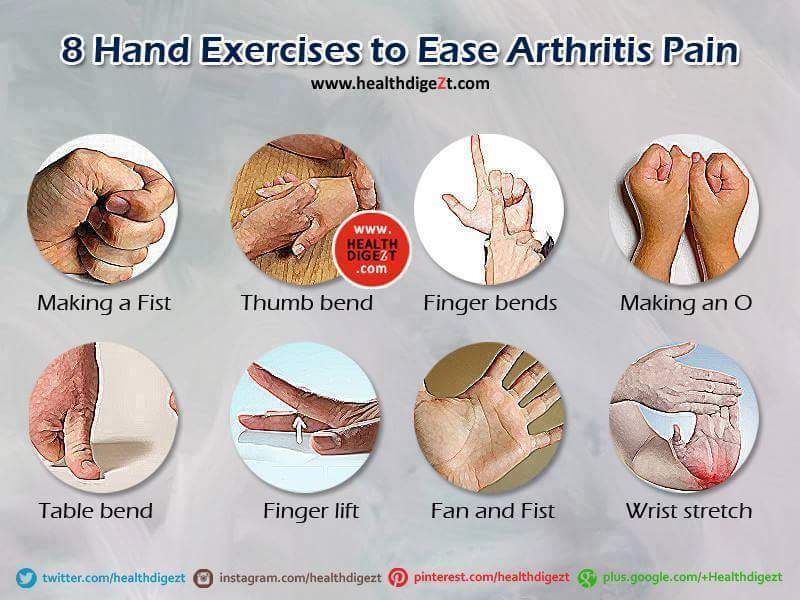 8 Hand Exercises to Ease Arthritis Pain
www.healthdigeZt.com
www.
HEALTH
DIGEZT
.com
Making a Fist
Thumb bend
Finger bends
Making an O
Table bend
Finger lift
Fan and Fist
Wrist stretch
twitter.com/healthdigezt
instagram.com/healthdigezt
pinterest.com/healthdigezt
plus.google.com/+Healthdigezt